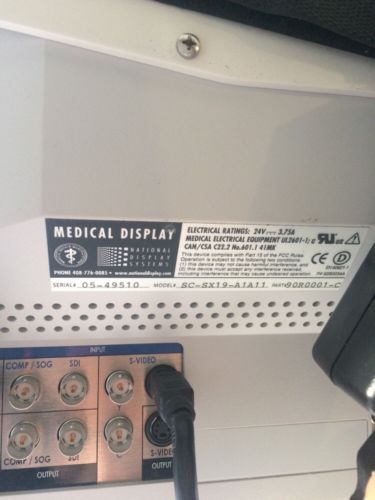 MEDICAL DISPLAY
NATIONAL
DISPLAY
SYSTEMS
PHONE 408-776-0085 • www.nationaldisplay.com
ELECTRICAL RATINGS: 24V 3.75A
MEDICAL ELECTRICAL EQUIPMENT UL2601-1;
CAN/CSA C22.2 No.601.1 41MK
This device complies with Part 15 of the FCC Rules.
Operation is subject to the following two conditions:
(1) this device may not cause harmful interference, and
(2) this device must accept any interference received,
including interference that may cause undesired operation.
SERIAL# 05-49510 MODEL# SC-SX19-A1A11 PART# 90R0001-C
INPUT
COMP / SOG SDI S-VIDEO
Y
C
COMP / SOG SDI S-VIDEO
OUTPUT OUTPUT